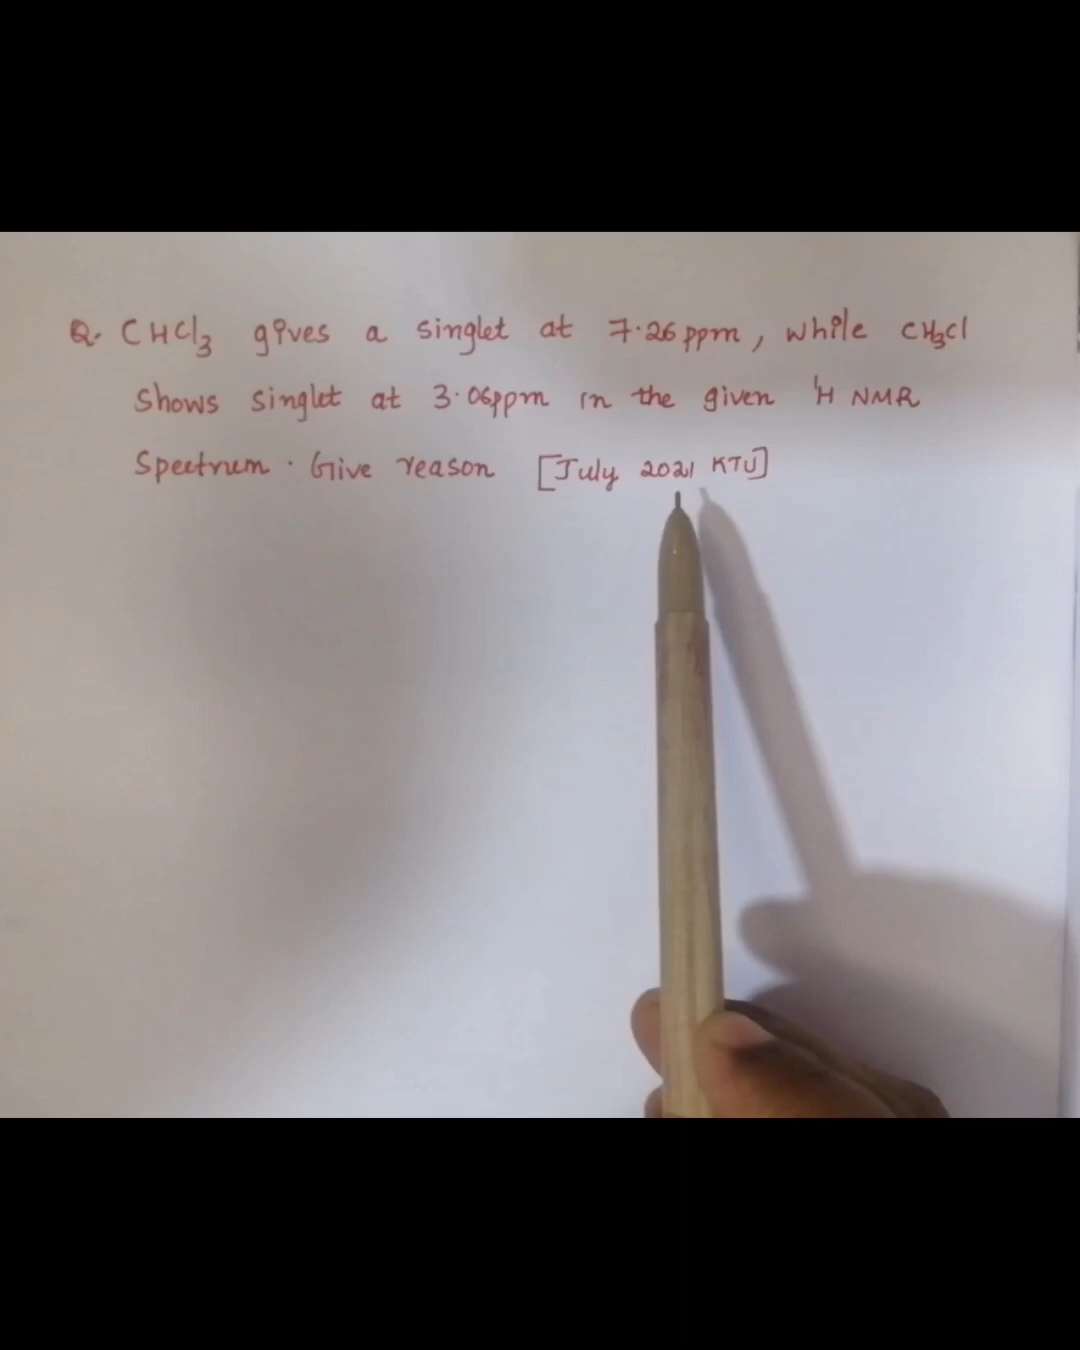 Q. CHCl3 gives a singlet at 7.26 ppm, while CH3Cl
Shows singlet at 3.06ppm in the given ¹H NMR
Spectrum. Give reason [July 2021 KTU]